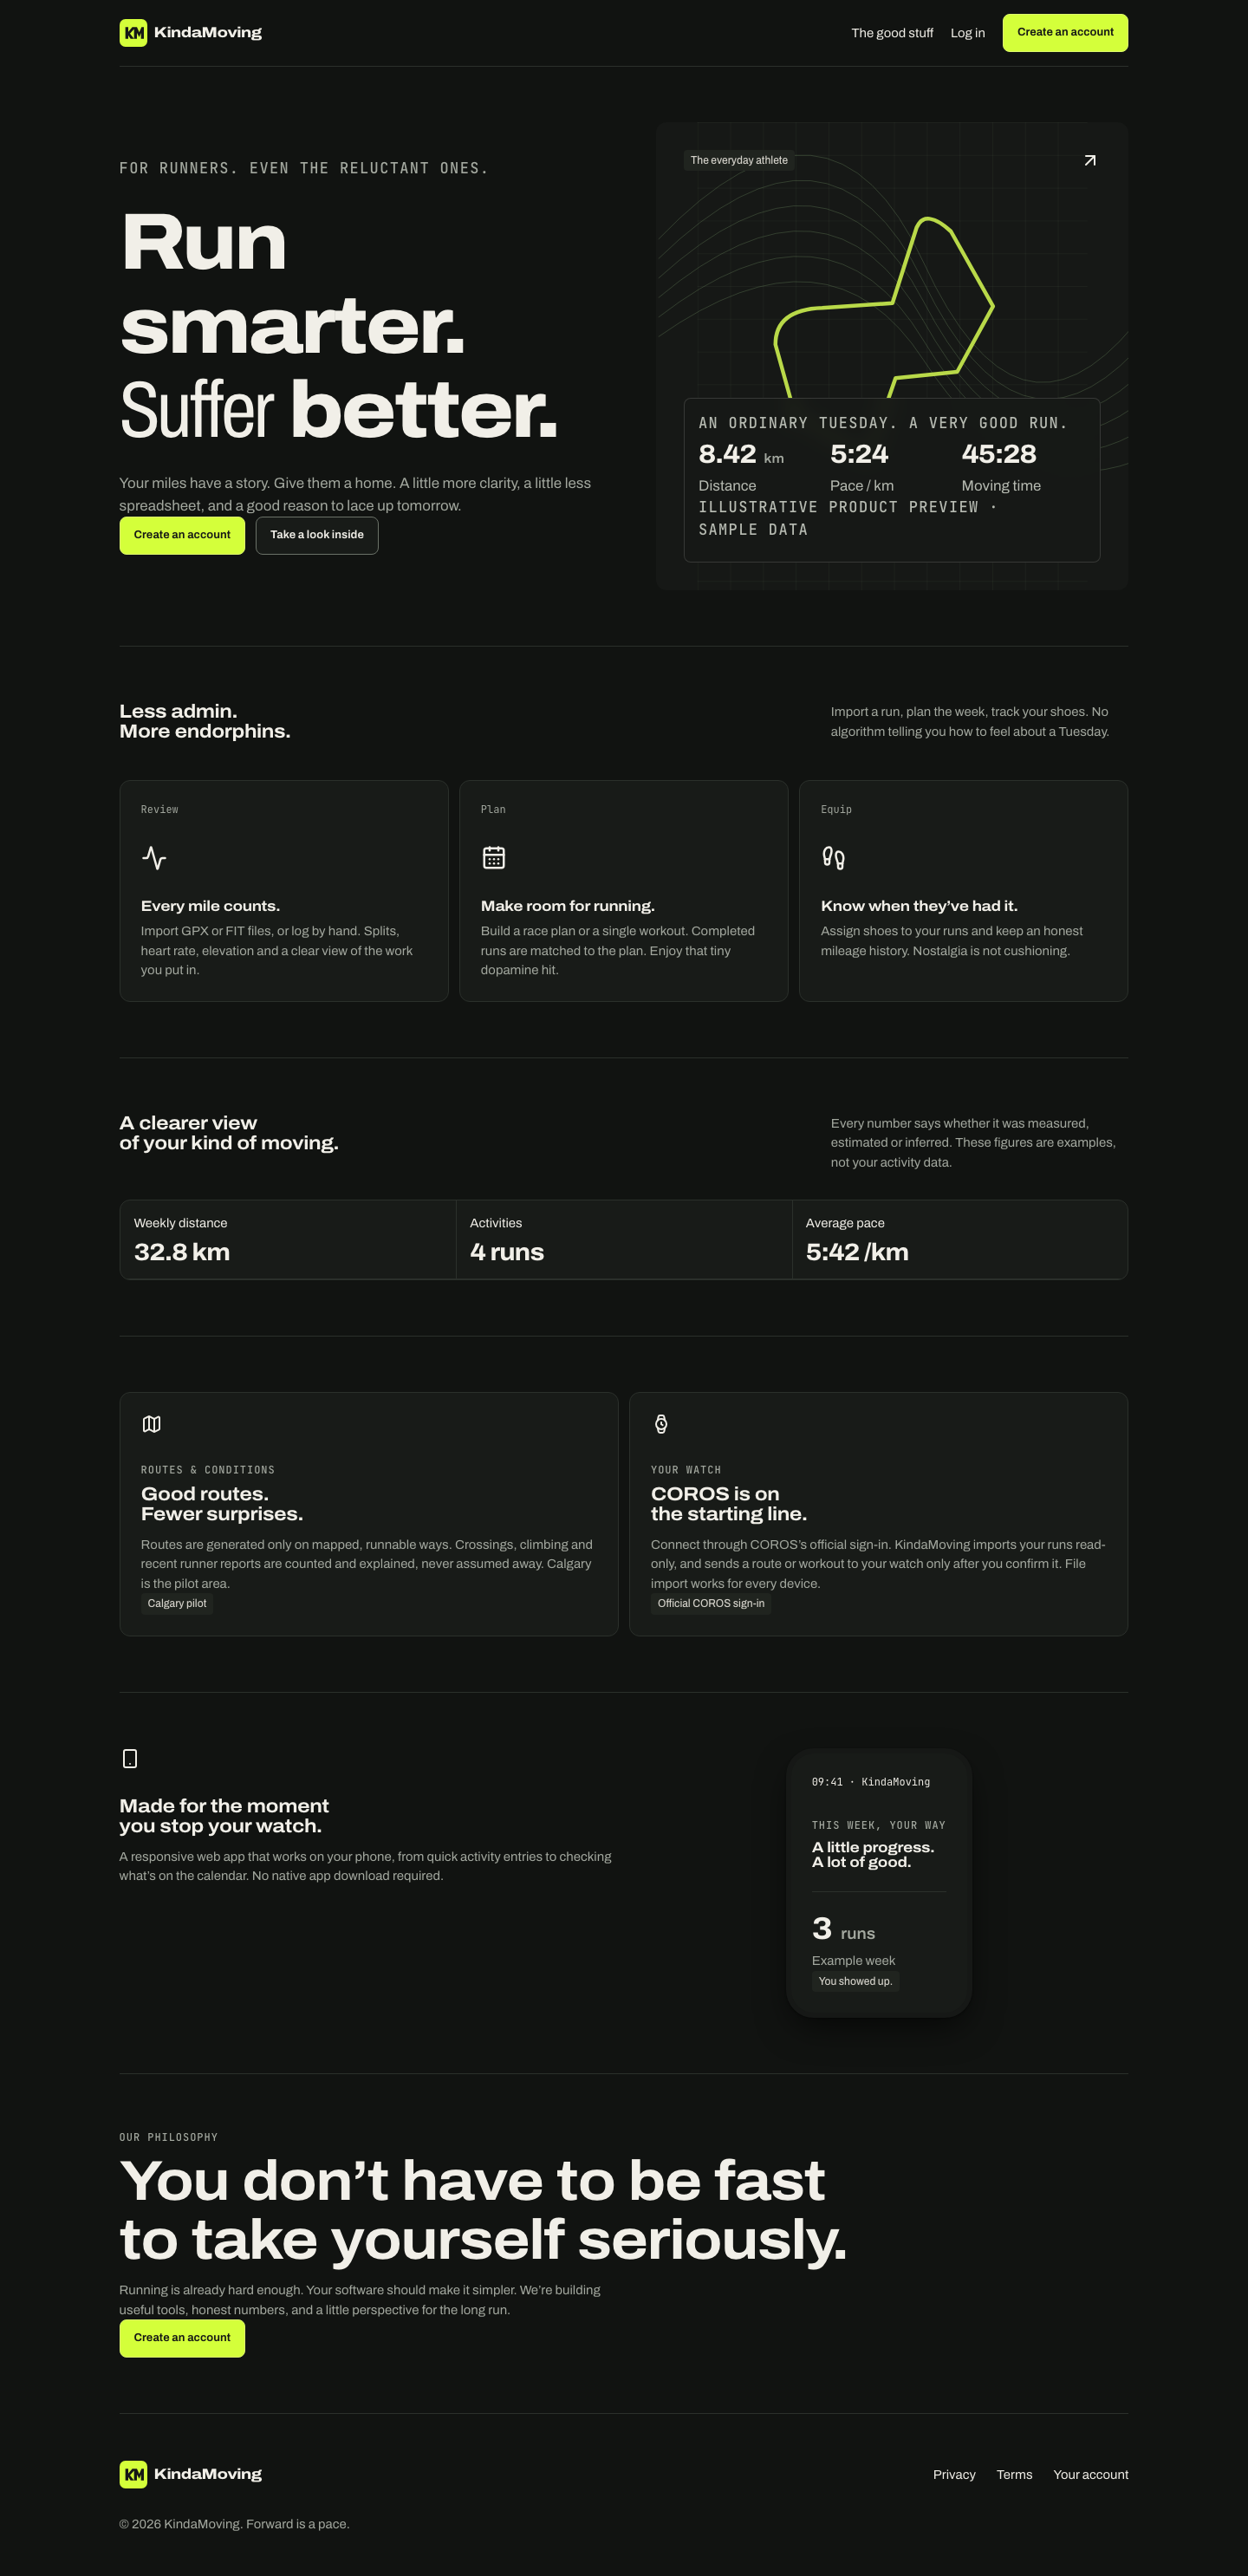 KM KindaMoving
The good stuff
Log in
Create an account
FOR RUNNERS. EVEN THE RELUCTANT ONES.
Run
smarter.
Suffer better.
Your miles have a story. Give them a home. A little more clarity, a little less
spreadsheet, and a good reason to lace up tomorrow.
Create an account
Take a look inside
The everyday athlete
AN ORDINARY TUESDAY. A VERY GOOD RUN.
8.42 km
5:24
45:28
Distance
Pace / km
Moving time
ILLUSTRATIVE PRODUCT PREVIEW ·
SAMPLE DATA
Less admin.
More endorphins.
Import a run, plan the week, track your shoes. No
algorithm telling you how to feel about a Tuesday.
Review
Every mile counts.
Import GPX or FIT files, or log by hand. Splits,
heart rate, elevation and a clear view of the work
you put in.
Plan
Make room for running.
Build a race plan or a single workout. Completed
runs are matched to the plan. Enjoy that tiny
dopamine hit.
Equip
Know when they’ve had it.
Assign shoes to your runs and keep an honest
mileage history. Nostalgia is not cushioning.
A clearer view
of your kind of moving.
Every number says whether it was measured,
estimated or inferred. These figures are examples,
not your activity data.
Weekly distance
32.8 km
Activities
4 runs
Average pace
5:42 /km
ROUTES & CONDITIONS
Good routes.
Fewer surprises.
Routes are generated only on mapped, runnable ways. Crossings, climbing and
recent runner reports are counted and explained, never assumed away. Calgary
is the pilot area.
Calgary pilot
YOUR WATCH
COROS is on
the starting line.
Connect through COROS’s official sign-in. KindaMoving imports your runs read-
only, and sends a route or workout to your watch only after you confirm it. File
import works for every device.
Official COROS sign-in
Made for the moment
you stop your watch.
A responsive web app that works on your phone, from quick activity entries to checking
what’s on the calendar. No native app download required.
09:41 · KindaMoving
THIS WEEK, YOUR WAY
A little progress.
A lot of good.
3 runs
Example week
You showed up.
OUR PHILOSOPHY
You don’t have to be fast
to take yourself seriously.
Running is already hard enough. Your software should make it simpler. We’re building
useful tools, honest numbers, and a little perspective for the long run.
Create an account
KM KindaMoving
Privacy
Terms
Your account
© 2026 KindaMoving. Forward is a pace.